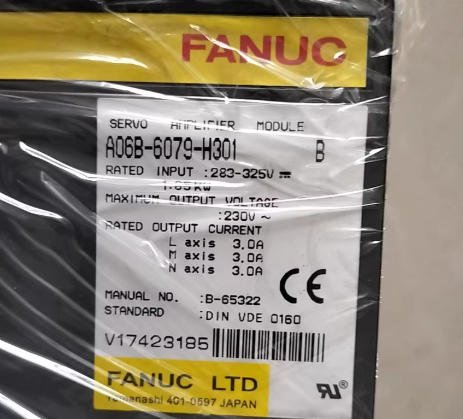 FANUC
SERVO AMPLIFIER MODULE
A06B-6079-H301 B
RATED INPUT :283-325V ⎓
1.65KW
MAXIMUM OUTPUT VOLTAGE
:230V ~
RATED OUTPUT CURRENT
L axis 3.0A
M axis 3.0A
N axis 3.0A
MANUAL NO. :B-65322
STANDARD :DIN VDE 0160
CE
V17423185
FANUC LTD
Yamanashi 401-0597 JAPAN